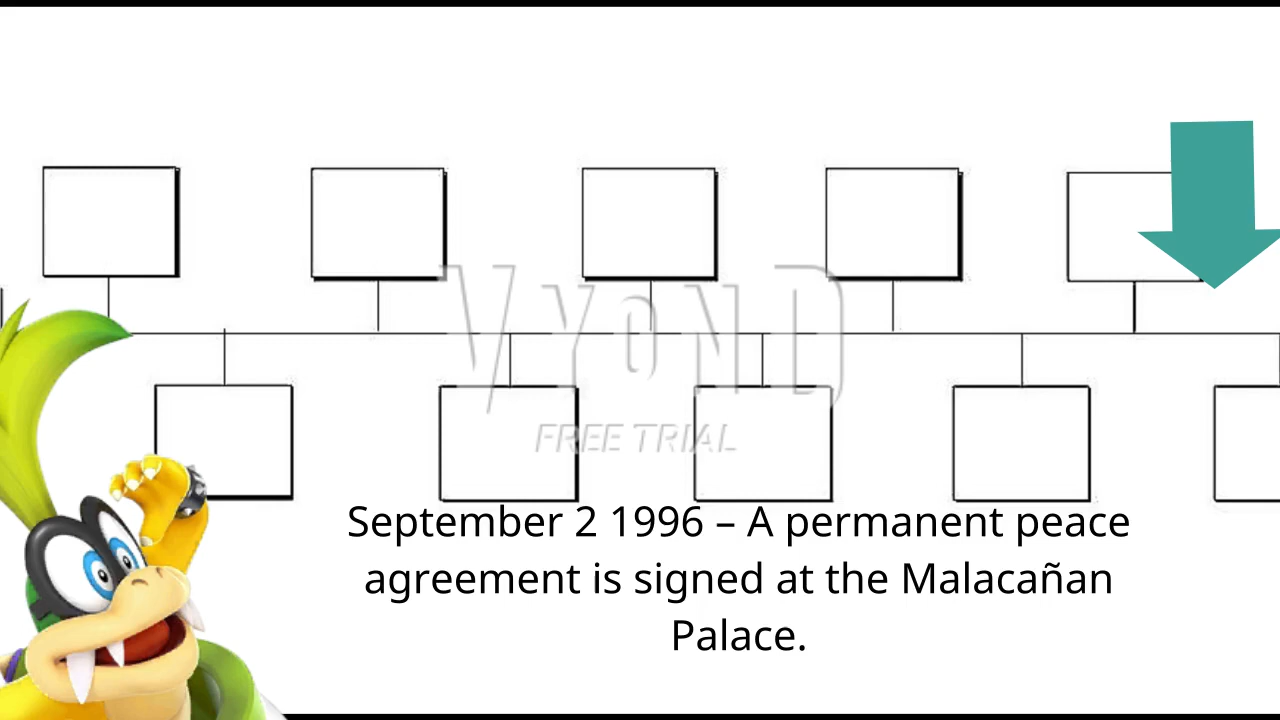 VYOND
FREE TRIAL
September 2 1996 – A permanent peace
agreement is signed at the Malacañan
Palace.